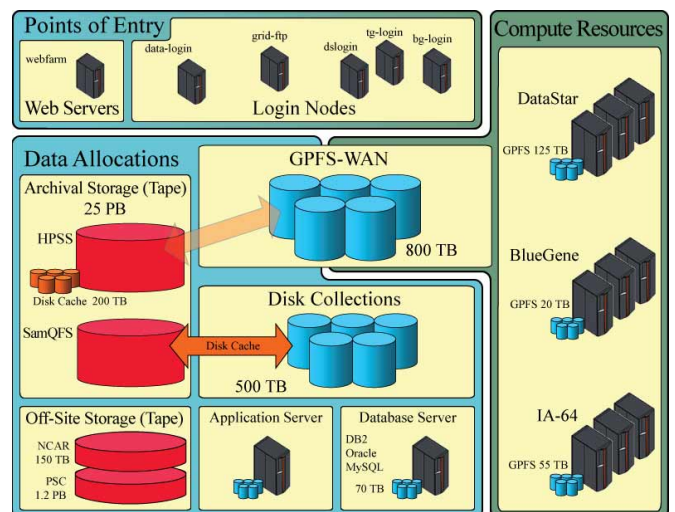 Points of Entry
webfarm
Web Servers
data-login
grid-ftp
dslogin
tg-login
bg-login
Login Nodes
Compute Resources
DataStar
GPFS 125 TB
BlueGene
GPFS 20 TB
IA-64
GPFS 55 TB
Data Allocations
Archival Storage (Tape)
25 PB
HPSS
Disk Cache 200 TB
SamQFS
GPFS-WAN
800 TB
Disk Collections
Disk Cache
500 TB
Off-Site Storage (Tape)
NCAR
150 TB
PSC
1.2 PB
Application Server
Database Server
DB2
Oracle
MySQL
70 TB